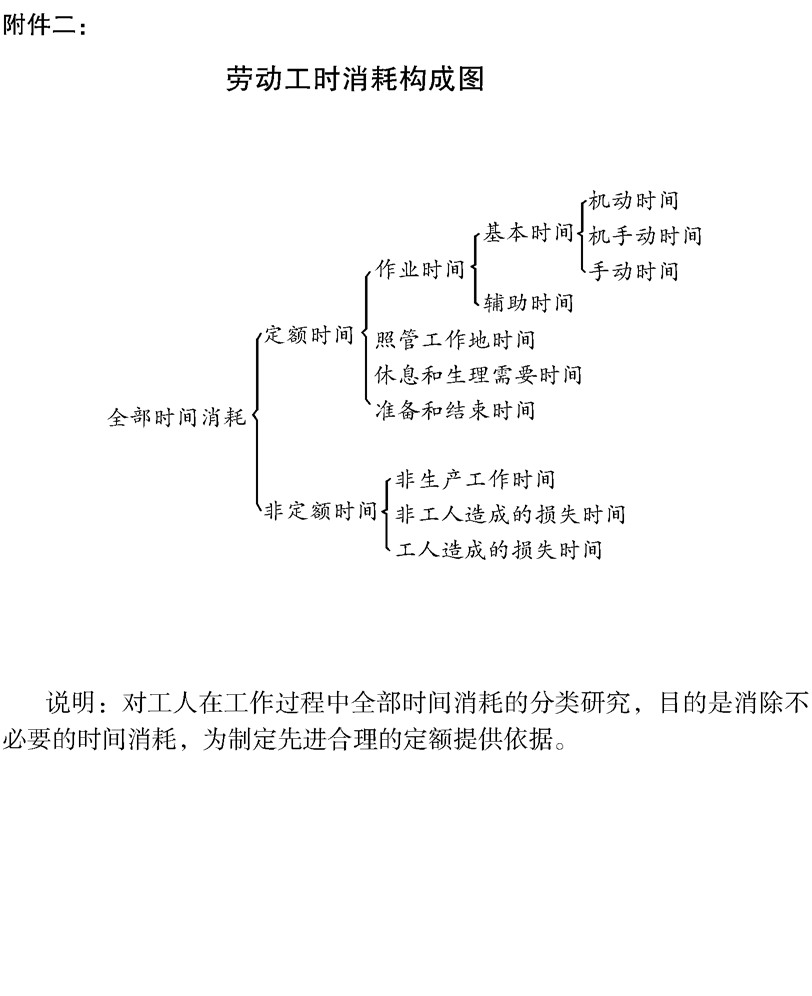 附件二：
劳动工时消耗构成图
机动时间
基本时间
机手动时间
作业时间
手动时间
辅助时间
定额时间
照管工作地时间
休息和生理需要时间
准备和结束时间
全部时间消耗
非生产工作时间
非定额时间
非工人造成的损失时间
工人造成的损失时间
说明：对工人在工作过程中全部时间消耗的分类研究，目的是消除不
必要的时间消耗，为制定先进合理的定额提供依据。